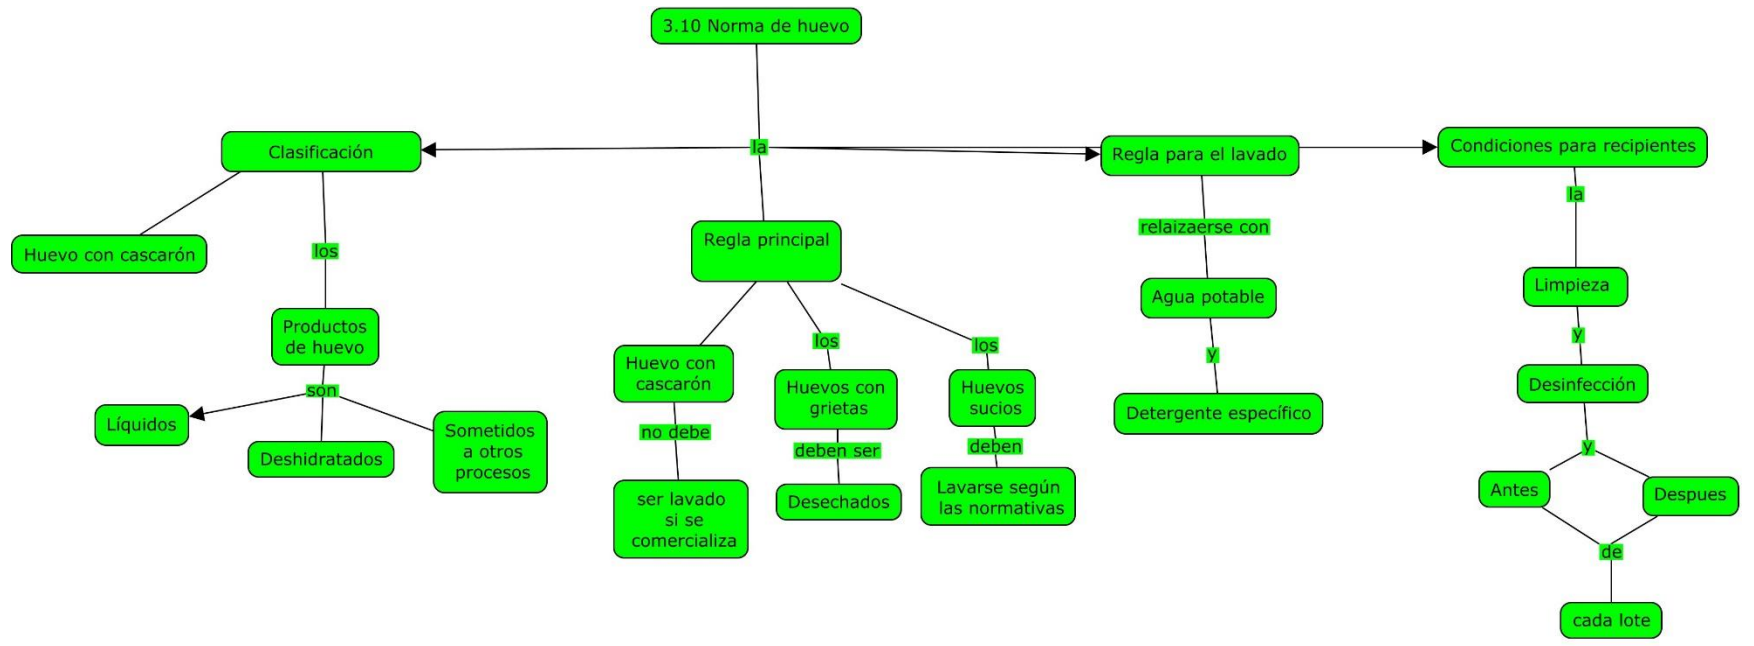 3.10 Norma de huevo
la
Clasificación
Huevo con cascarón
los
Productos
de huevo
son
Líquidos
Deshidratados
Sometidos
a otros
procesos
Regla principal
Huevo con
cascarón
no debe
ser lavado
si se
comercializa
los
Huevos con
grietas
deben ser
Desechados
los
Huevos
sucios
deben
Lavarse según
las normativas
Regla para el lavado
relaizaerse con
Agua potable
y
Detergente específico
Condiciones para recipientes
la
Limpieza
y
Desinfección
y
Antes
Despues
de
cada lote